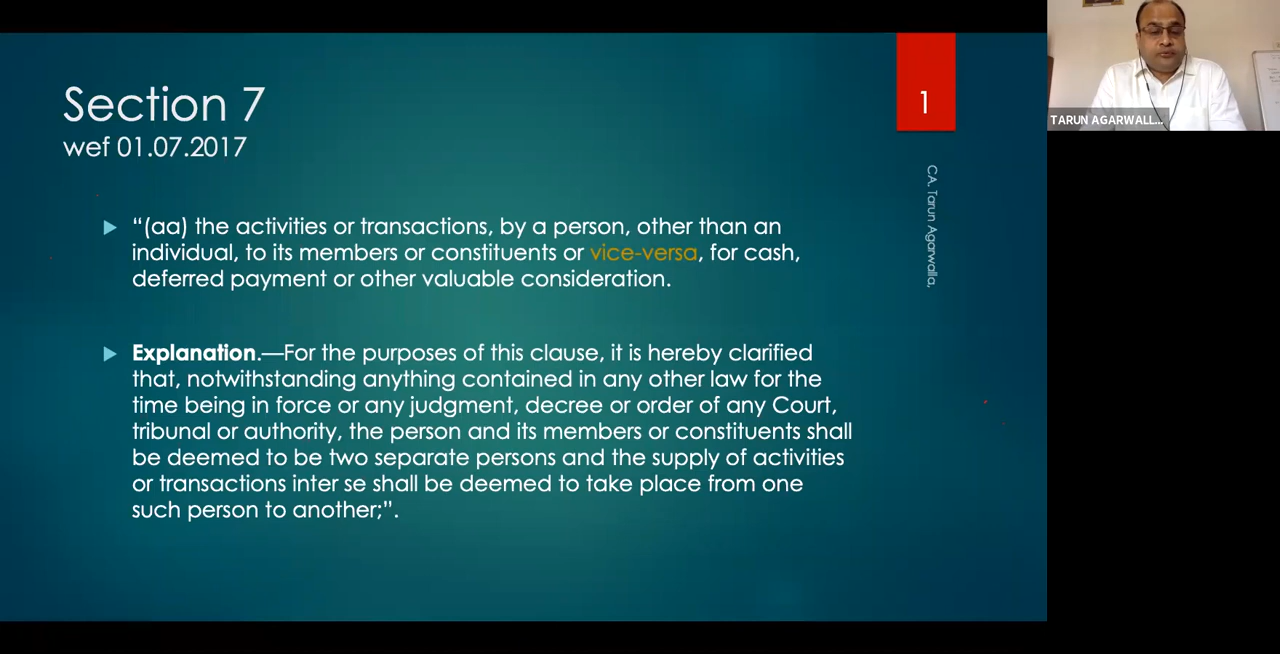 Section 7
wef 01.07.2017
1
TARUN AGARWALL...
CA. Tarun Agarwalla,
“(aa) the activities or transactions, by a person, other than an
individual, to its members or constituents or vice-versa, for cash,
deferred payment or other valuable consideration.
Explanation.—For the purposes of this clause, it is hereby clarified
that, notwithstanding anything contained in any other law for the
time being in force or any judgment, decree or order of any Court,
tribunal or authority, the person and its members or constituents shall
be deemed to be two separate persons and the supply of activities
or transactions inter se shall be deemed to take place from one
such person to another;”.